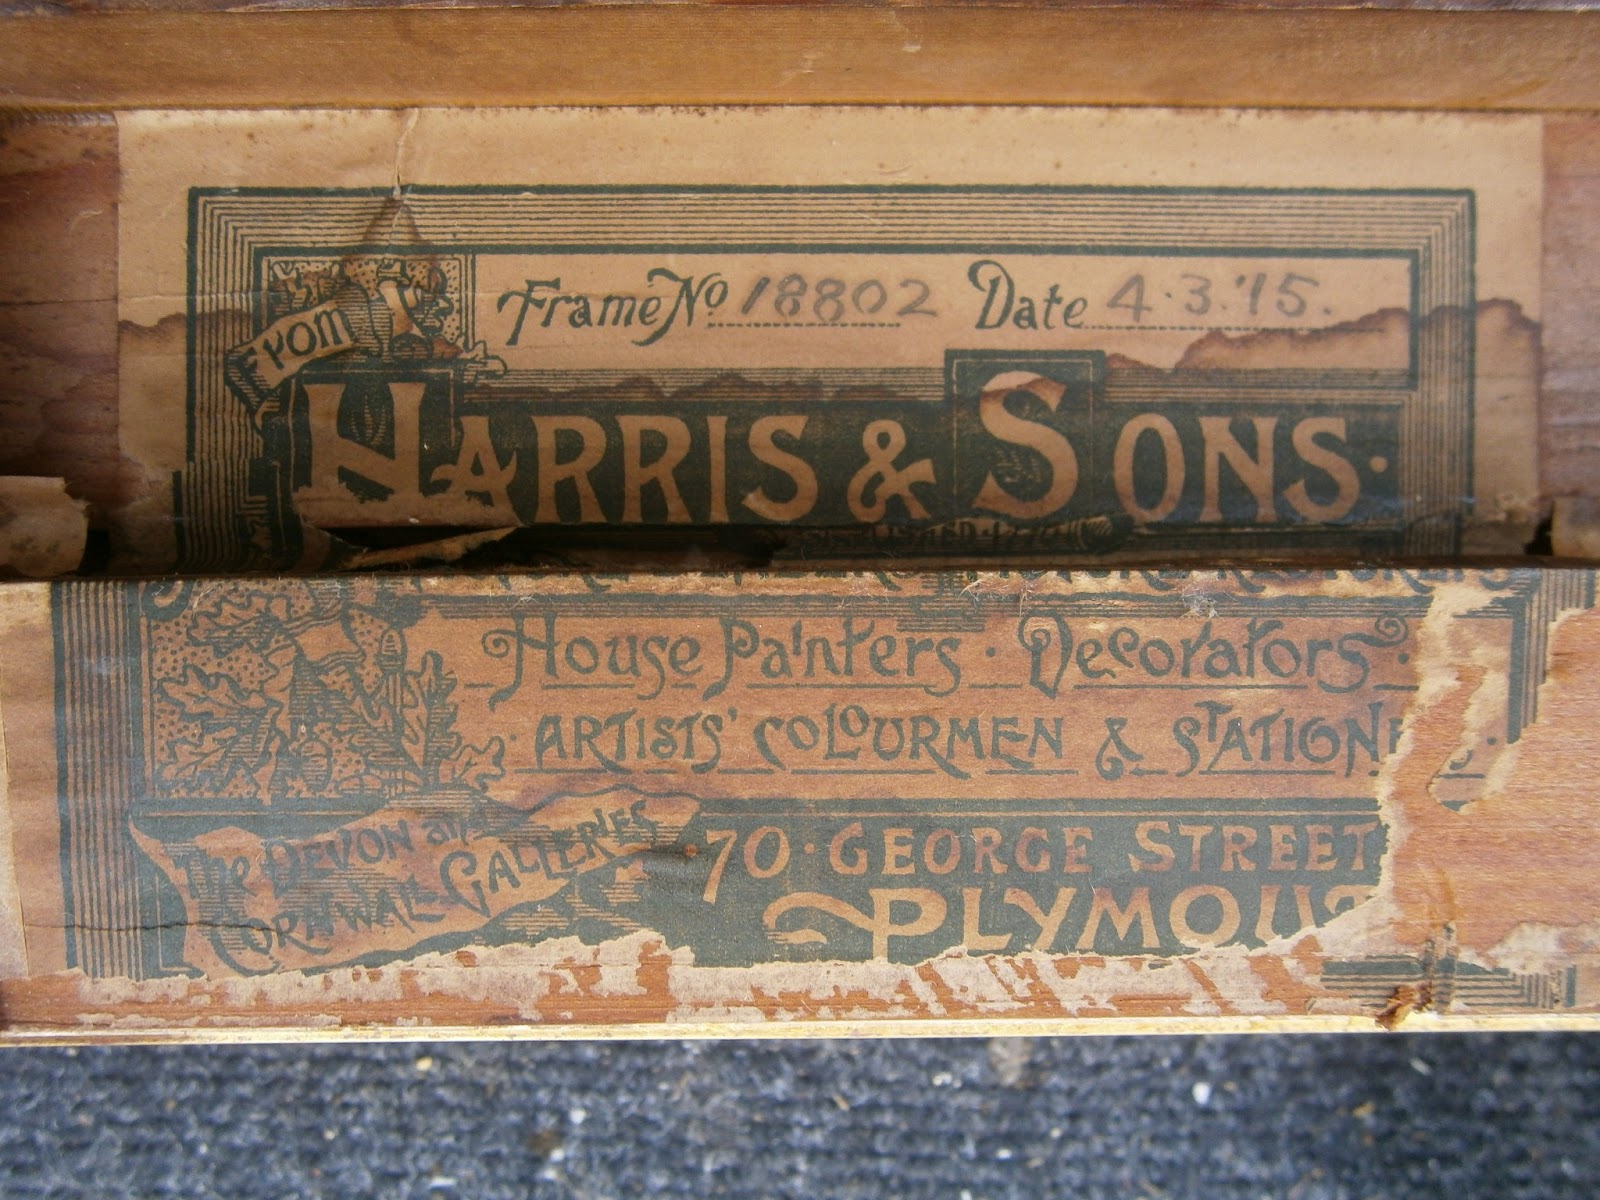 Frame No 18802 Date 4.3.'15.
From
HARRIS & SONS.
House Painters · Decorators ·
· ARTISTS' COLOURMEN & STATION
The DEVON and
CORNWALL GALLERIES
70 · GEORGE STREET
PLYMOUT